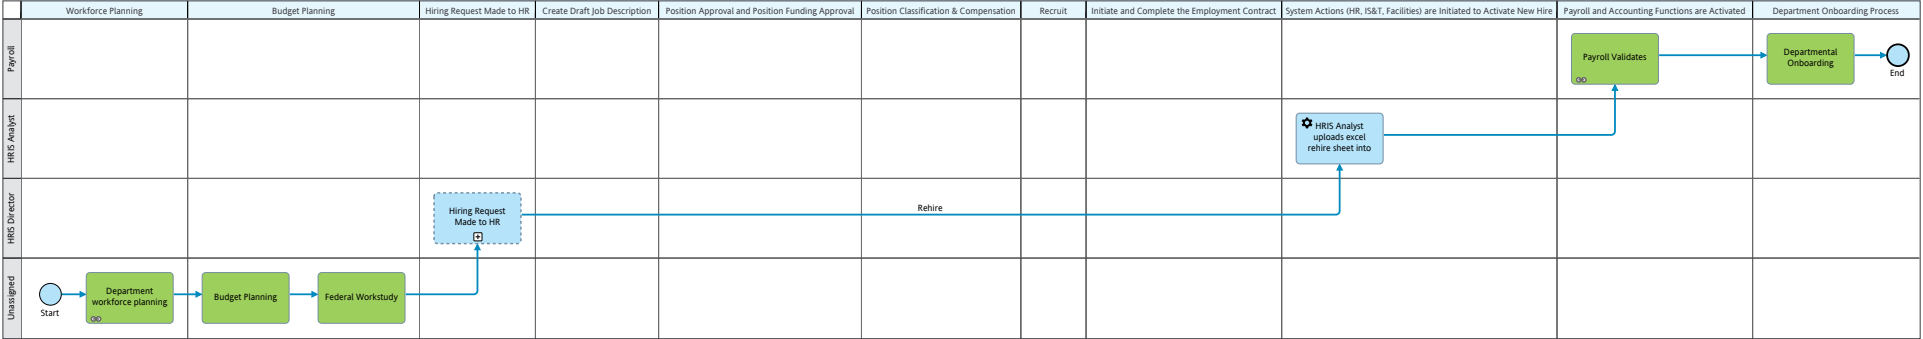 Workforce Planning
Budget Planning
Hiring Request Made to HR
Create Draft Job Description
Position Approval and Position Funding Approval
Position Classification & Compensation
Recruit
Initiate and Complete the Employment Contract
System Actions (HR, IS&T, Facilities) are Initiated to Activate New Hire
Payroll and Accounting Functions are Activated
Department Onboarding Process
Payroll
Payroll Validates
Departmental
Onboarding
End
HRIS Analyst
HRIS Analyst
uploads excel
rehire sheet into
HRIS Director
Hiring Request
Made to HR
Rehire
Unassigned
Start
Department
workforce planning
Budget Planning
Federal Workstudy